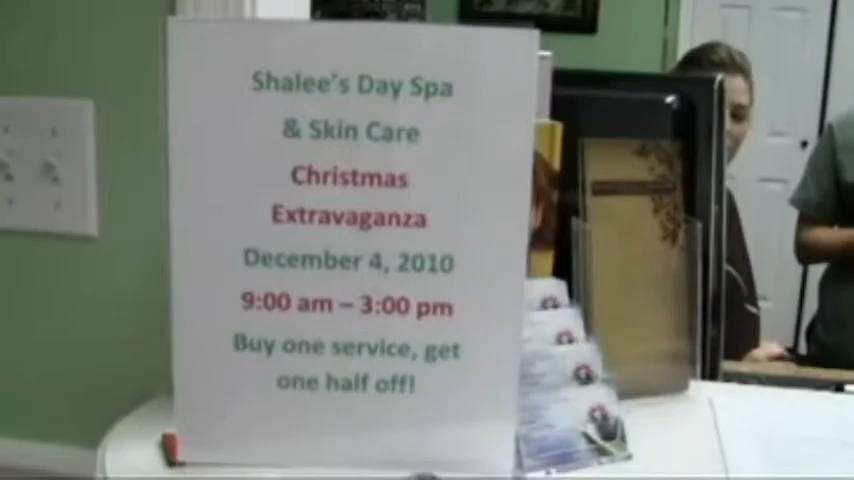 Shalee's Day Spa
& Skin Care
Christmas
Extravaganza
December 4, 2010
9:00 am – 3:00 pm
Buy one service, get
one half off!